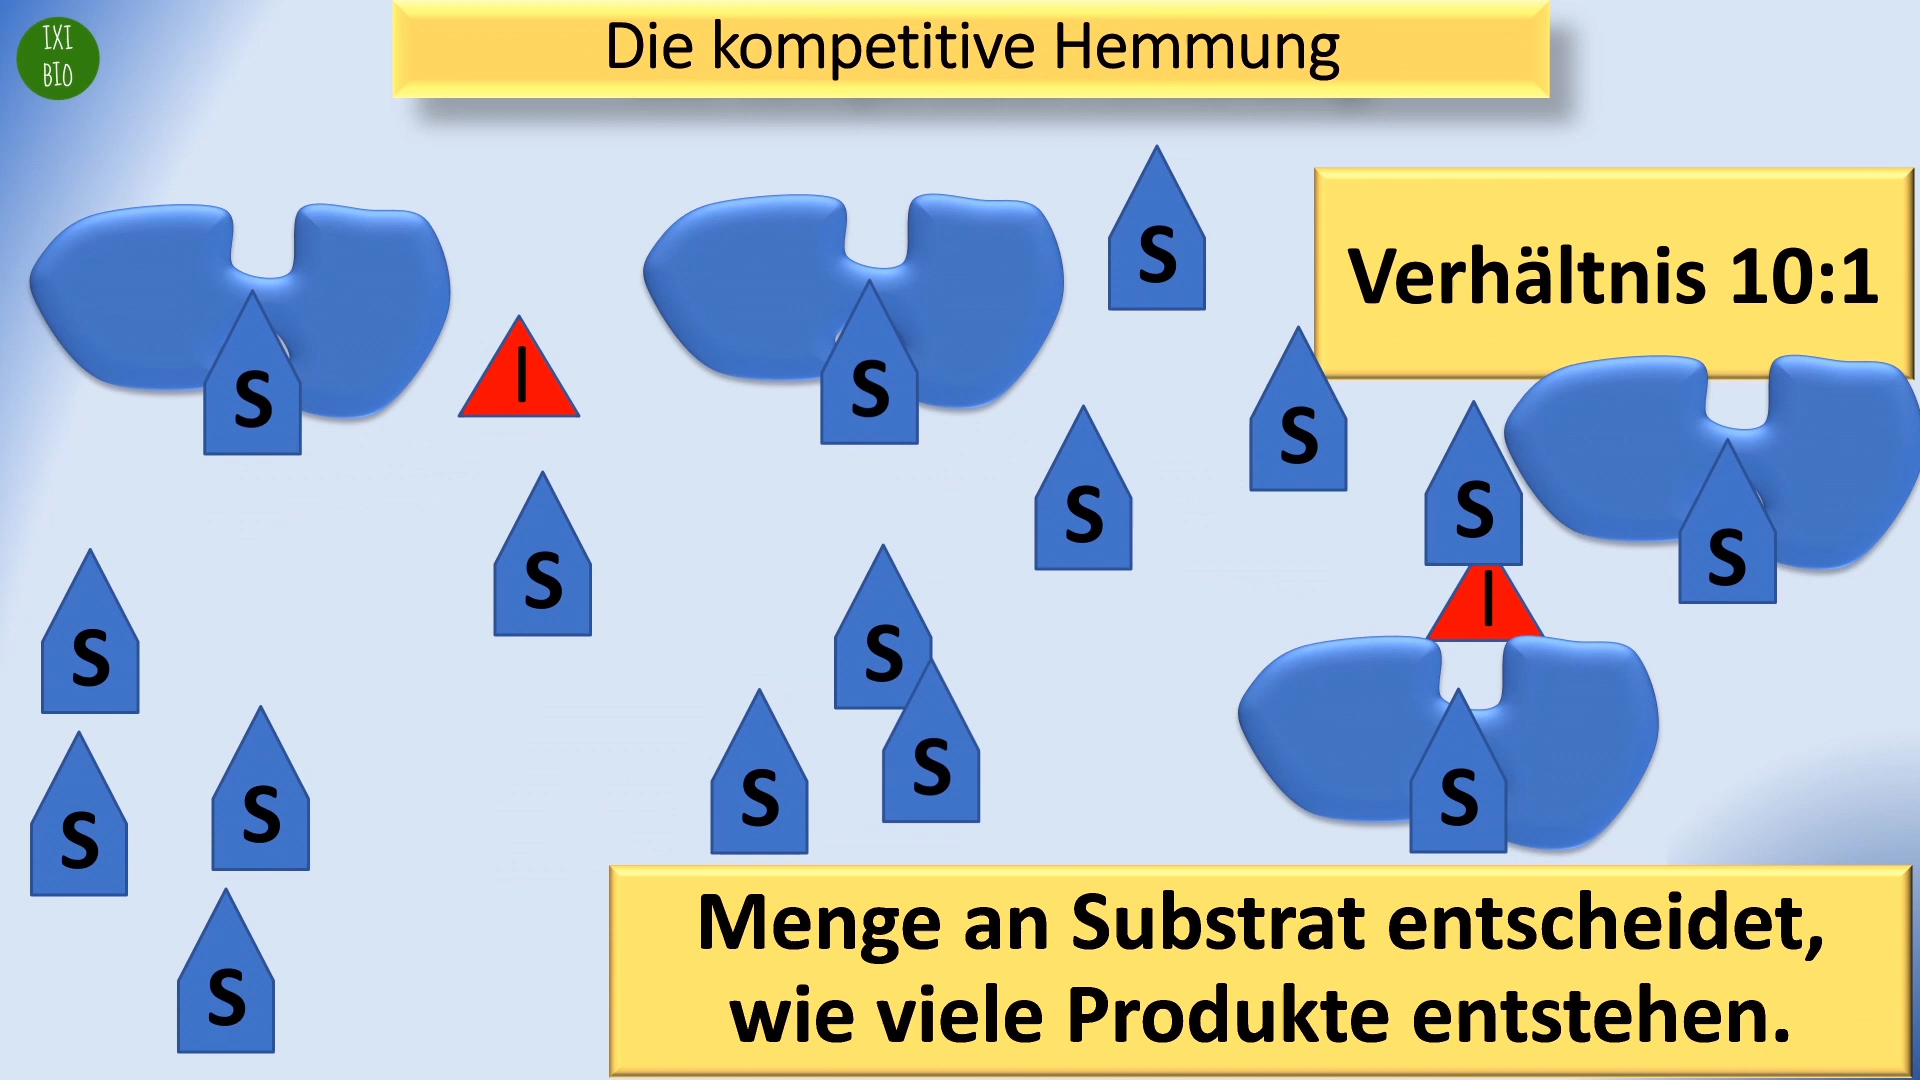 IXI
BIO
Die kompetitive Hemmung
Verhältnis 10:1
S
S
S
S
I
S
S
S
S
S
S
I
S
S
S
S
S
S
S
S
Menge an Substrat entscheidet,
wie viele Produkte entstehen.